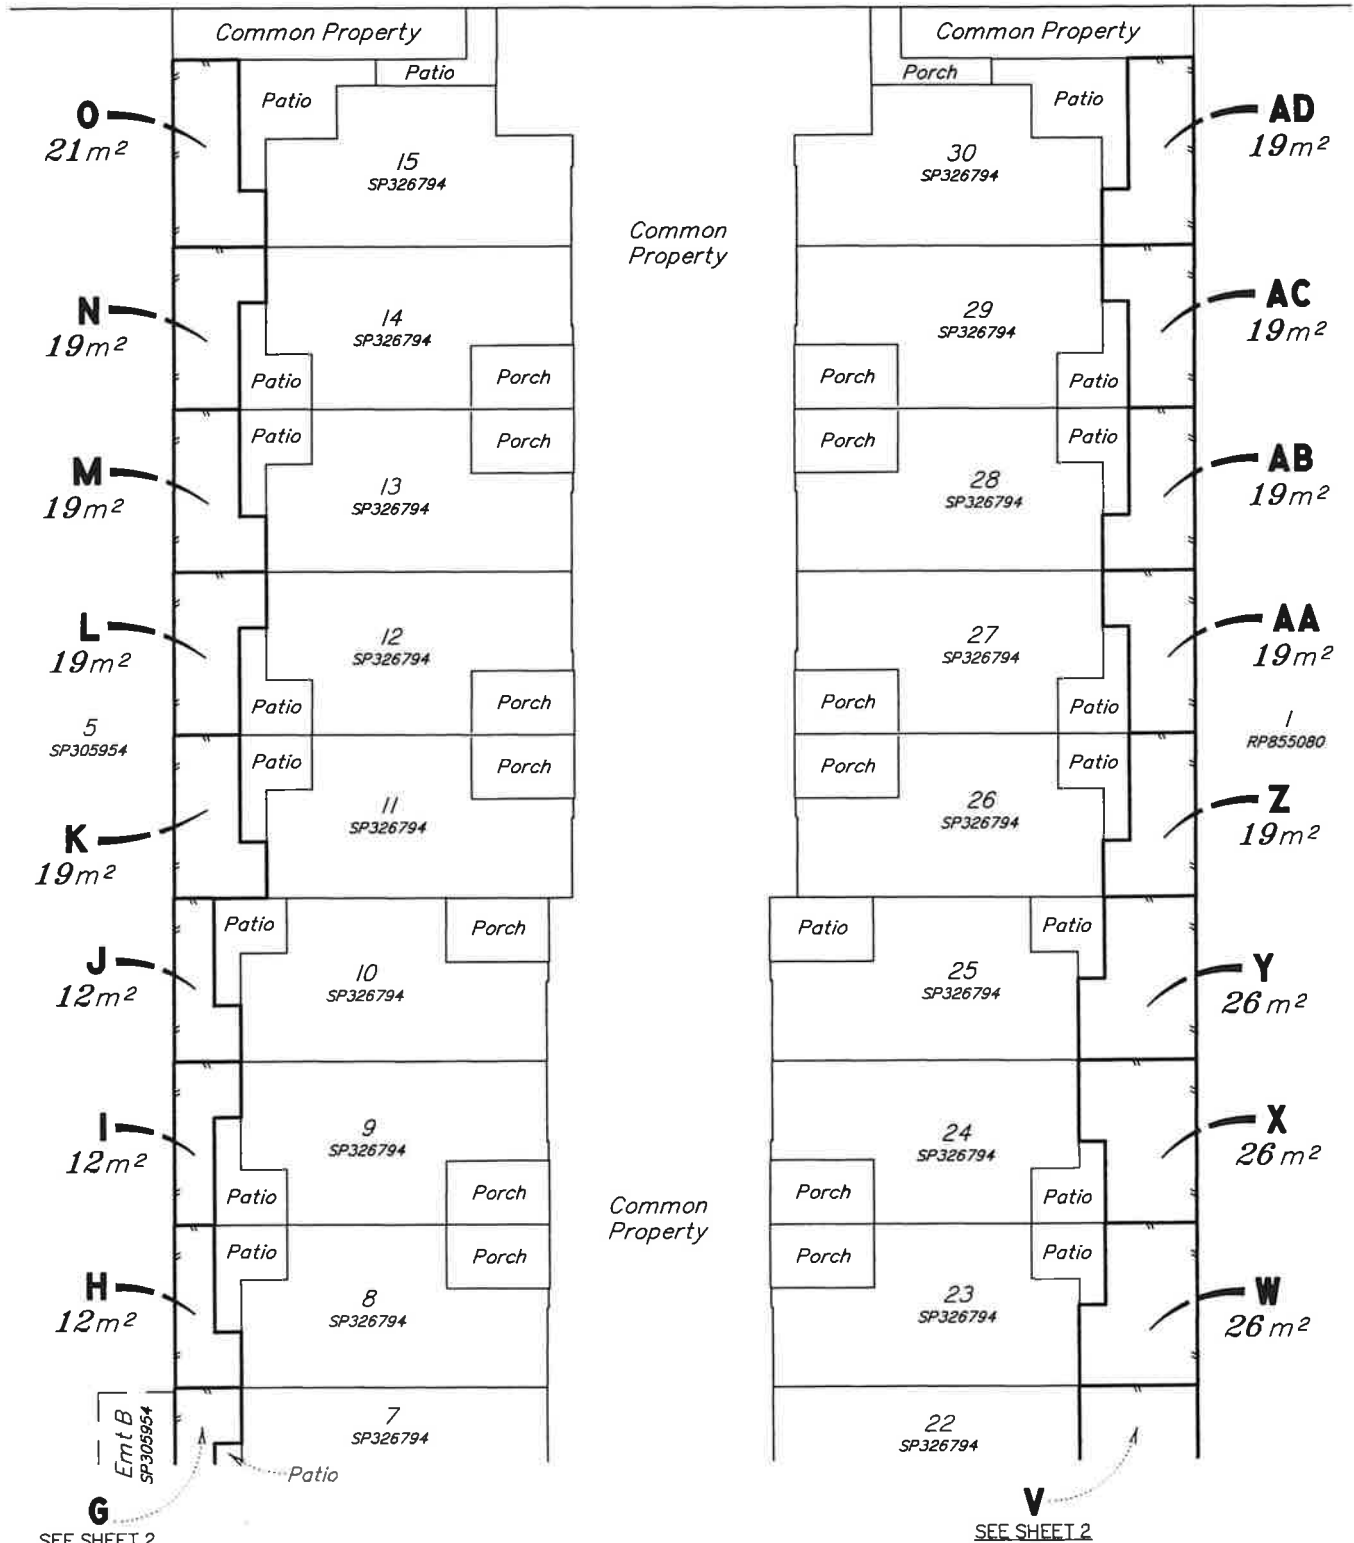 Common Property
Common Property
Patio
Porch
Patio
Patio
O
21m²
AD
19m²
15
SP326794
30
SP326794
Common
Property
N
19m²
AC
19m²
14
SP326794
29
SP326794
Patio
Porch
Porch
Patio
Patio
Porch
Porch
Patio
M
19m²
AB
19m²
13
SP326794
28
SP326794
L
19m²
AA
19m²
12
SP326794
27
SP326794
Patio
Porch
Porch
Patio
5
SP305954
1
RP855080
Patio
Porch
Porch
Patio
K
19m²
Z
19m²
11
SP326794
26
SP326794
Patio
Porch
Patio
Patio
J
12m²
Y
26m²
10
SP326794
25
SP326794
I
12m²
X
26m²
9
SP326794
24
SP326794
Patio
Porch
Porch
Patio
Common
Property
Patio
Porch
Porch
Patio
H
12m²
W
26m²
8
SP326794
23
SP326794
Emt B
SP305954
7
SP326794
22
SP326794
Patio
G
SEE SHEET 2
V
SEE SHEET 2